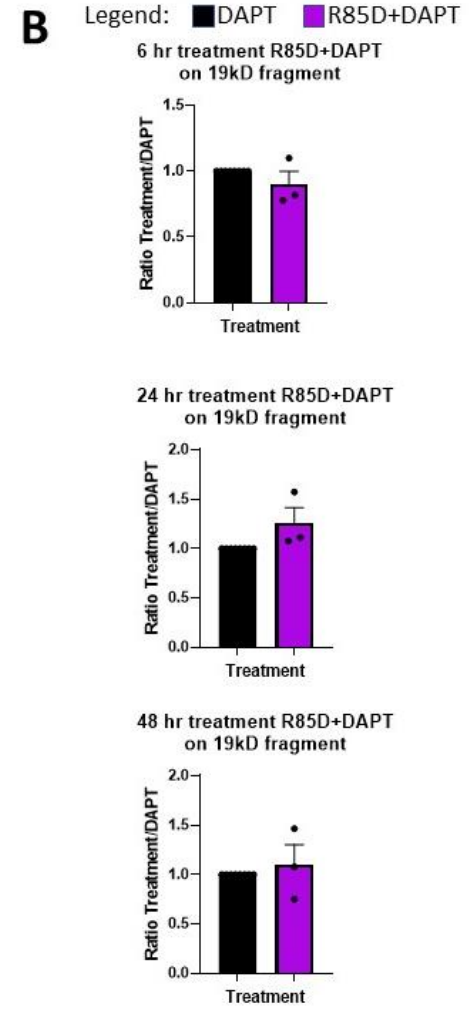 B
Legend: DAPT R85D+DAPT
6 hr treatment R85D+DAPT
on 19kD fragment
Ratio Treatment/DAPT
1.5
1.0
0.5
0.0
Treatment
24 hr treatment R85D+DAPT
on 19kD fragment
Ratio Treatment/DAPT
2.0
1.5
1.0
0.5
0.0
Treatment
48 hr treatment R85D+DAPT
on 19kD fragment
Ratio Treatment/DAPT
2.0
1.5
1.0
0.5
0.0
Treatment